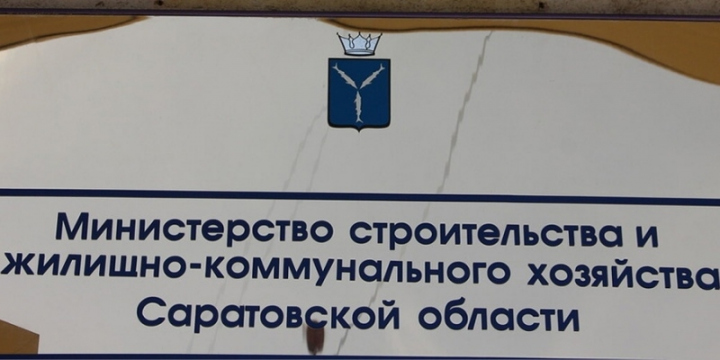 Министерство строительства и
жилищно-коммунального хозяйства
Саратовской области